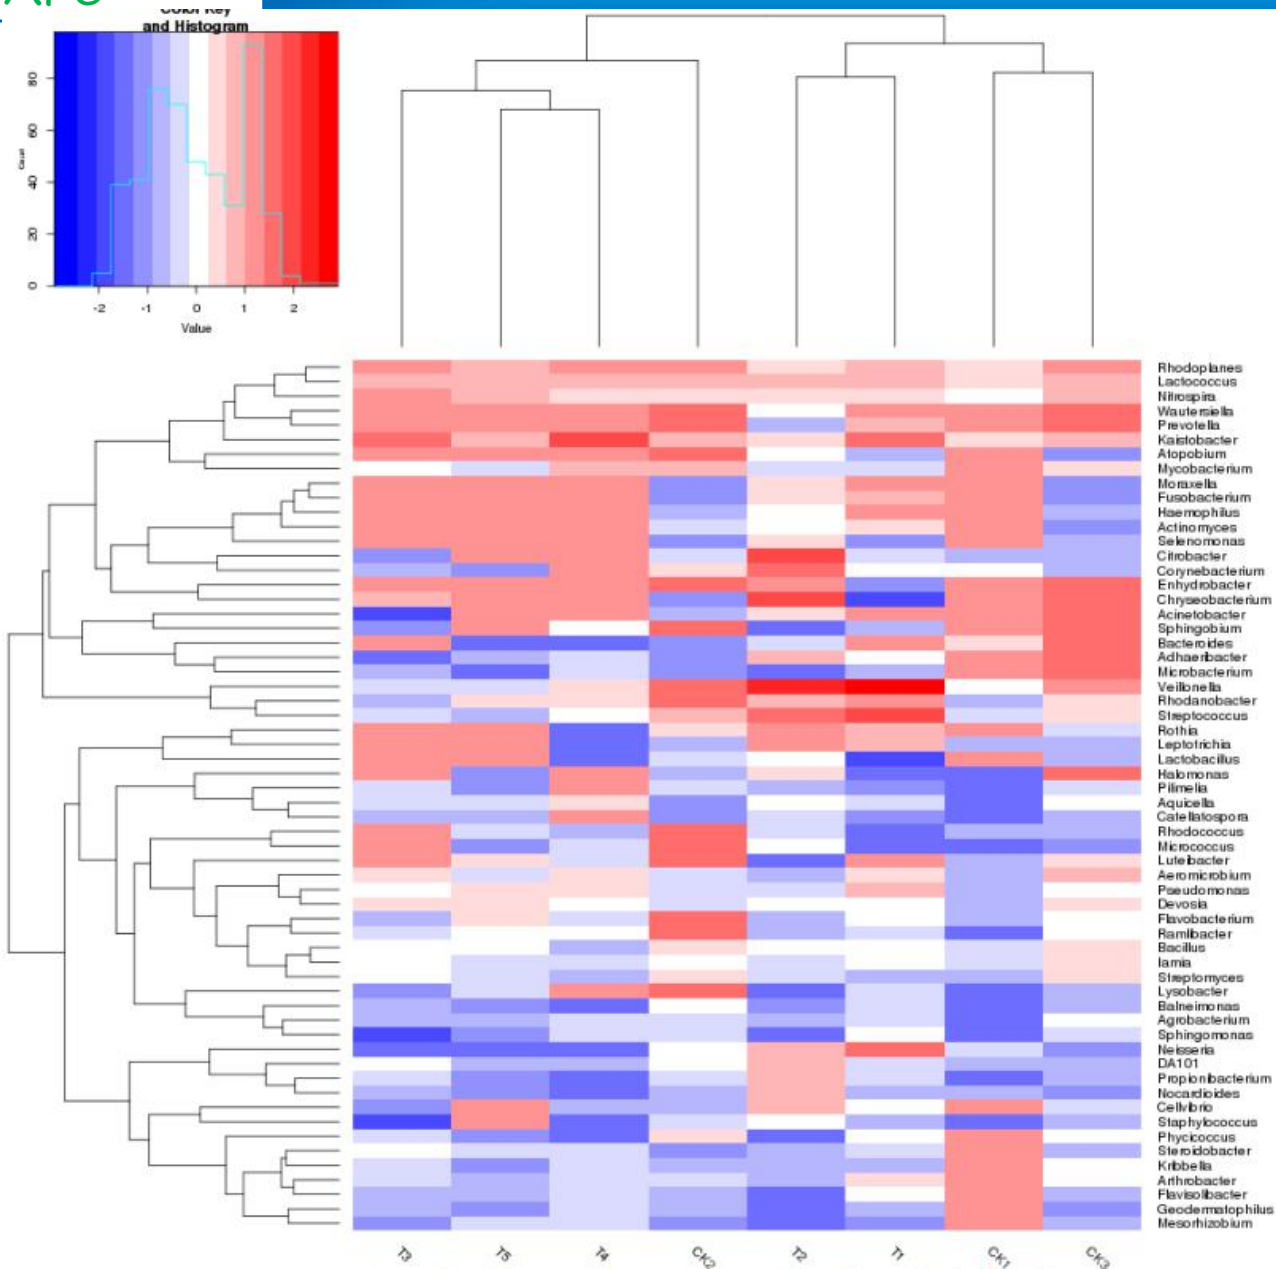 Color Key
and Histogram
Count
0
20
40
60
80
-2
-1
0
1
2
Value
Rhodoplanes
Lactococcus
Nitrospira
Wautersiella
Prevotella
Kaistobacter
Atopobium
Mycobacterium
Moraxella
Fusobacterium
Haemophilus
Actinomyces
Selenomonas
Citrobacter
Corynebacterium
Enhydrobacter
Chryseobacterium
Acinetobacter
Sphingobium
Bacteroides
Adhaeribacter
Microbacterium
Veillonella
Rhodanobacter
Streptococcus
Rothia
Leptotrichia
Lactobacillus
Halomonas
Pilimelia
Aquicella
Catellatospora
Rhodococcus
Micrococcus
Luteibacter
Aeromicrobium
Pseudomonas
Devosia
Flavobacterium
Ramlibacter
Bacillus
Iamia
Streptomyces
Lysobacter
Balneimonas
Agrobacterium
Sphingomonas
Neisseria
DA101
Propionibacterium
Nocardioides
Cellvibrio
Staphylococcus
Phycicoccus
Steroidobacter
Kribbella
Arthrobacter
Flavisolibacter
Geodermatophilus
Mesorhizobium
T3
T5
T4
CK2
T2
T1
CK1
CK3